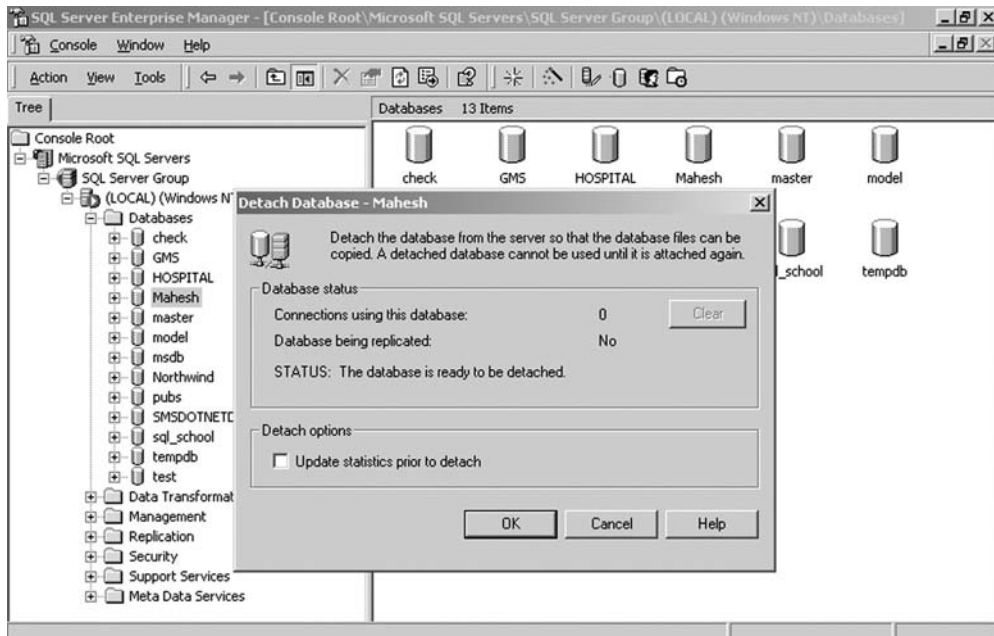 SQL Server Enterprise Manager - [Console Root\Microsoft SQL Servers\SQL Server Group\(LOCAL) (Windows NT)\Databases]
Console Window Help
Action View Tools
Tree
Databases 13 Items
Console Root
Microsoft SQL Servers
SQL Server Group
(LOCAL) (Windows N
Databases
check
GMS
HOSPITAL
Mahesh
master
model
msdb
Northwind
pubs
SMSDOTNETD
sql_school
tempdb
test
Data Transformat
Management
Replication
Security
Support Services
Meta Data Services
check GMS HOSPITAL Mahesh master model
l_school tempdb
Detach Database - Mahesh
Detach the database from the server so that the database files can be
copied. A detached database cannot be used until it is attached again.
Database status
Connections using this database: 0 Clear
Database being replicated: No
STATUS: The database is ready to be detached.
Detach options
Update statistics prior to detach
OK Cancel Help